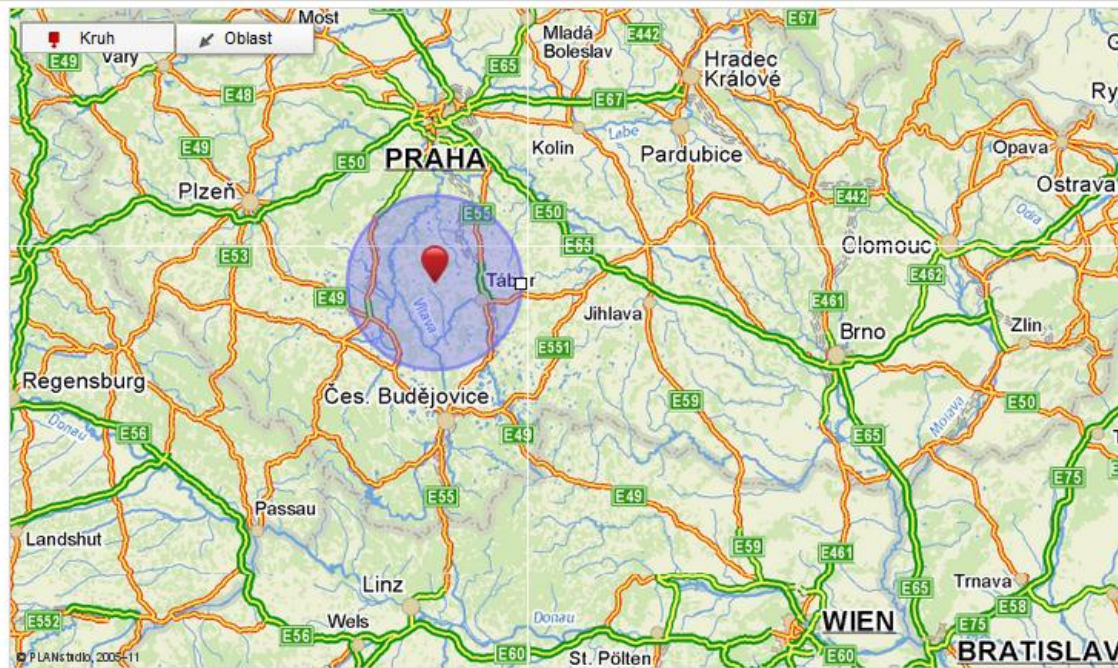 Most
Kruh
Oblast
Mladá
Boleslav
E442
E67
E49
Vary
E65
Hradec
Králové
E48
E67
Ry
Labe
E49
Kolín
Pardubice
Opava
E50
PRAHA
Plzeň
E442
Ostrava
E55
E50
Odra
E53
E65
Olomouc
E462
Tábor
E49
Vltava
E461
Jihlava
Zlín
Brno
E551
Regensburg
Čes. Budějovice
E59
E50
Donau
E56
E49
E65
Morava
E75
E55
E49
Passau
Landshut
E59
E461
Linz
E65
Trnava
E552
Wels
Donau
WIEN
E58
E56
E75
E60
St. Pölten
E60
BRATISLAV
© PLANstudio, 2005-11